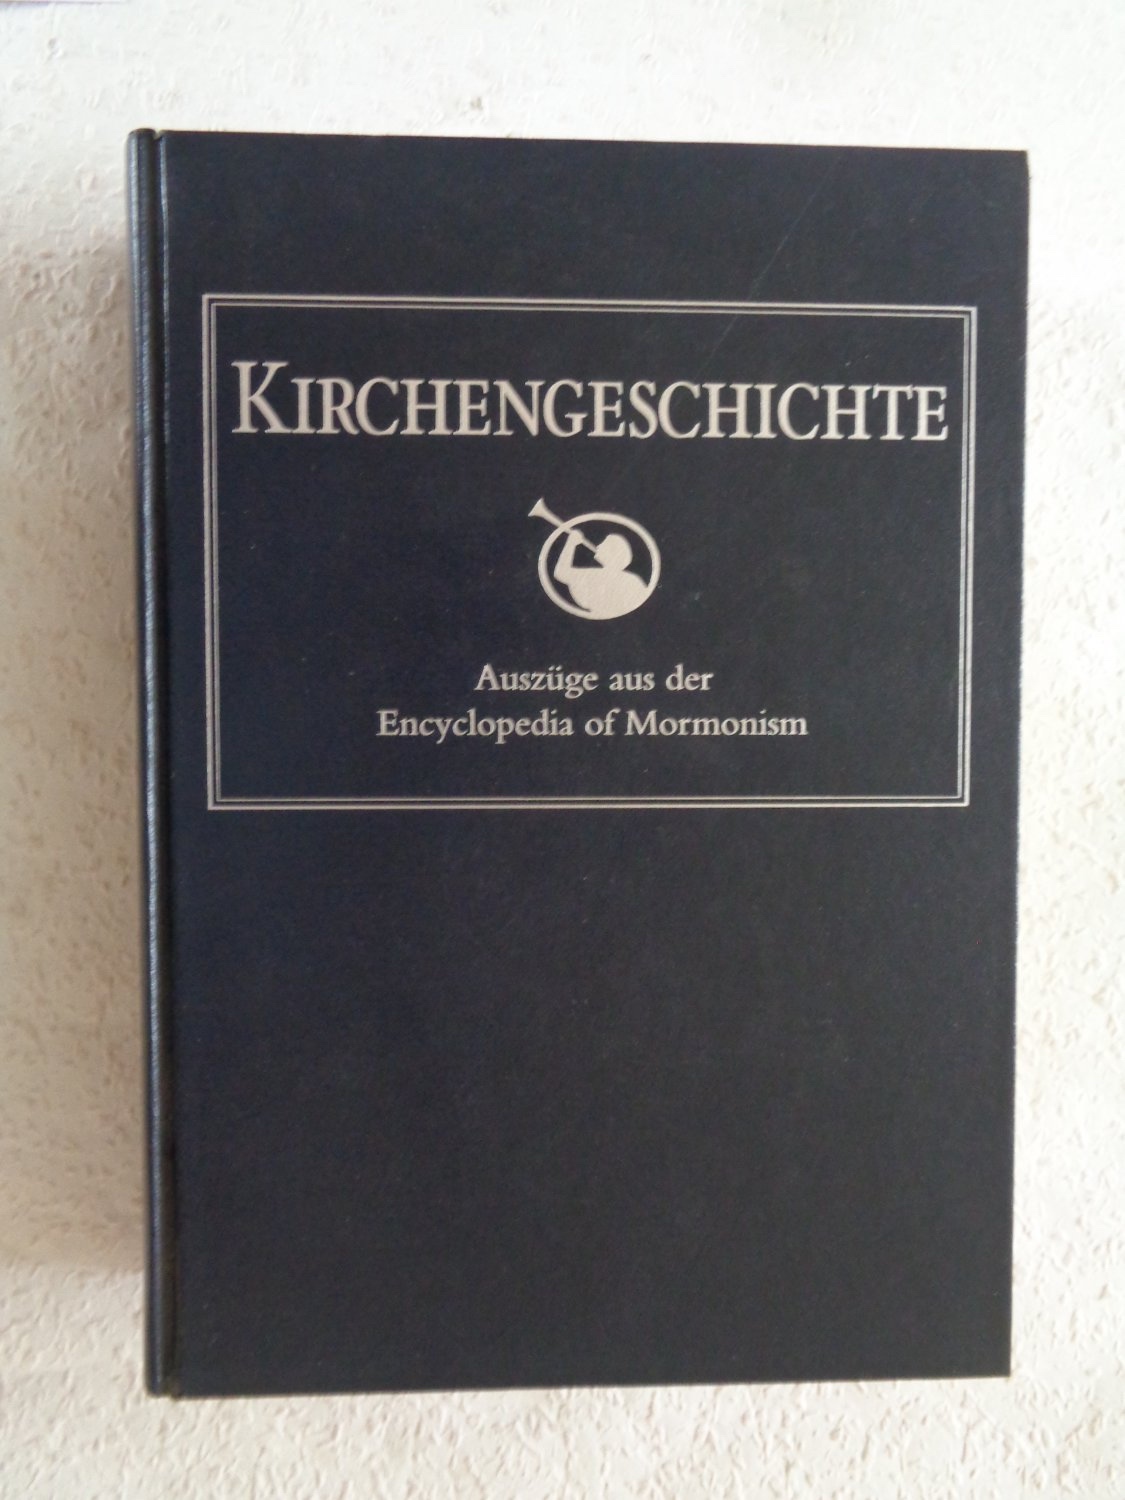 KIRCHENGESCHICHTE
Auszüge aus der
Encyclopedia of Mormonism